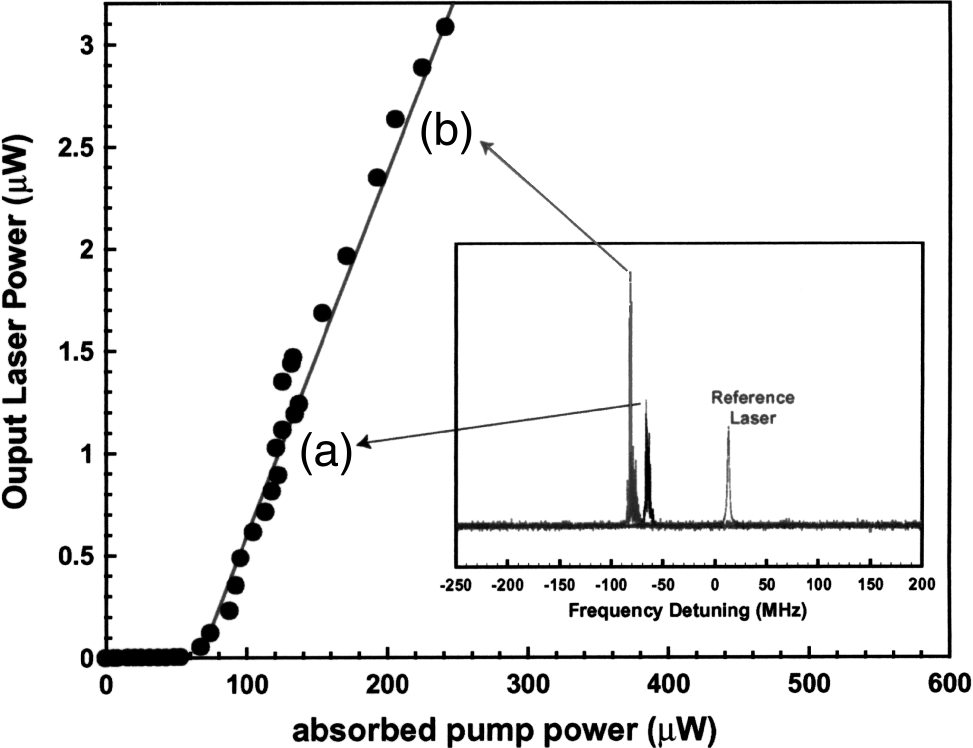 Ouput Laser Power (μW)
3
2.5
2
1.5
1
0.5
0
0 100 200 300 400 500 600
absorbed pump power (μW)
(b)
(a)
Reference
Laser
-250 -200 -150 -100 -50 0 50 100 150 200
Frequency Detuning (MHz)